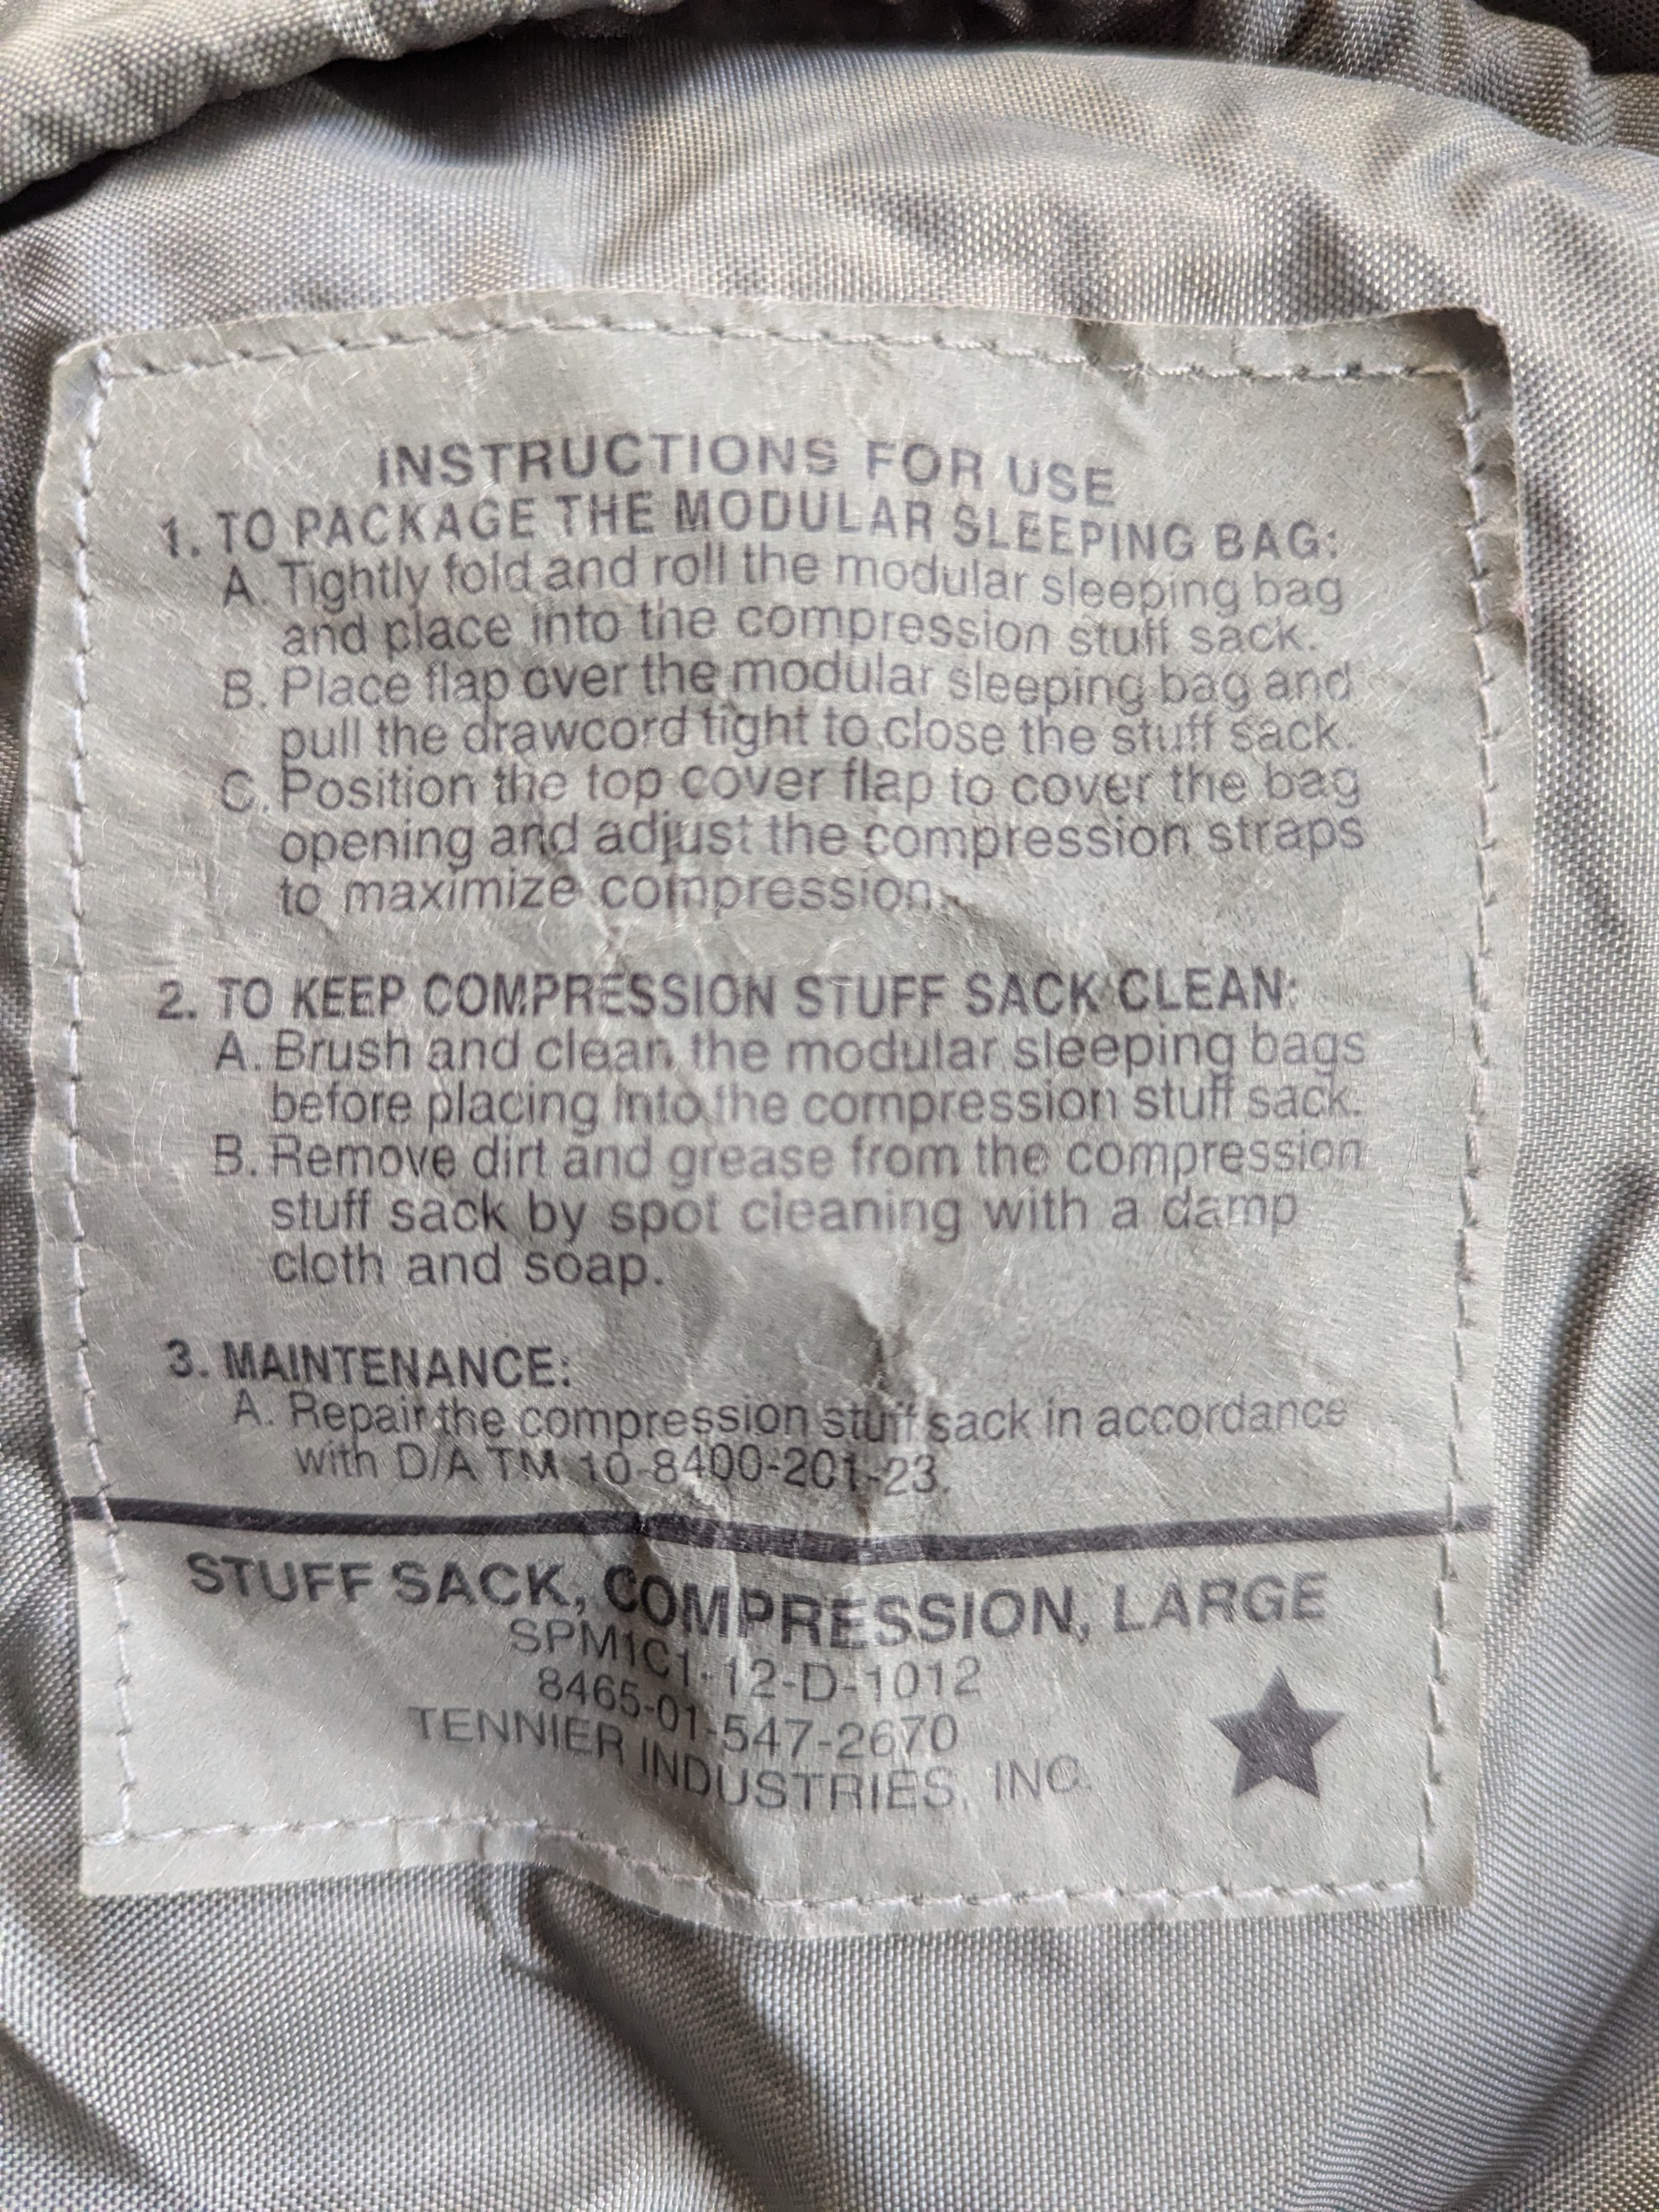 INSTRUCTIONS FOR USE
1. TO PACKAGE THE MODULAR SLEEPING BAG:
A. Tightly fold and roll the modular sleeping bag
and place into the compression stuff sack.
B. Place flap over the modular sleeping bag and
pull the drawcord tight to close the stuff sack.
C. Position the top cover flap to cover the bag
opening and adjust the compression straps
to maximize compression.
2. TO KEEP COMPRESSION STUFF SACK CLEAN:
A. Brush and clean the modular sleeping bags
before placing into the compression stuff sack.
B. Remove dirt and grease from the compression
stuff sack by spot cleaning with a damp
cloth and soap.
3. MAINTENANCE:
A. Repair the compression stuff sack in accordance
with D/A TM 10-8400-201-23.
STUFF SACK, COMPRESSION, LARGE
SPM1C1-12-D-1012
8465-01-547-2670
TENNIER INDUSTRIES, INC.